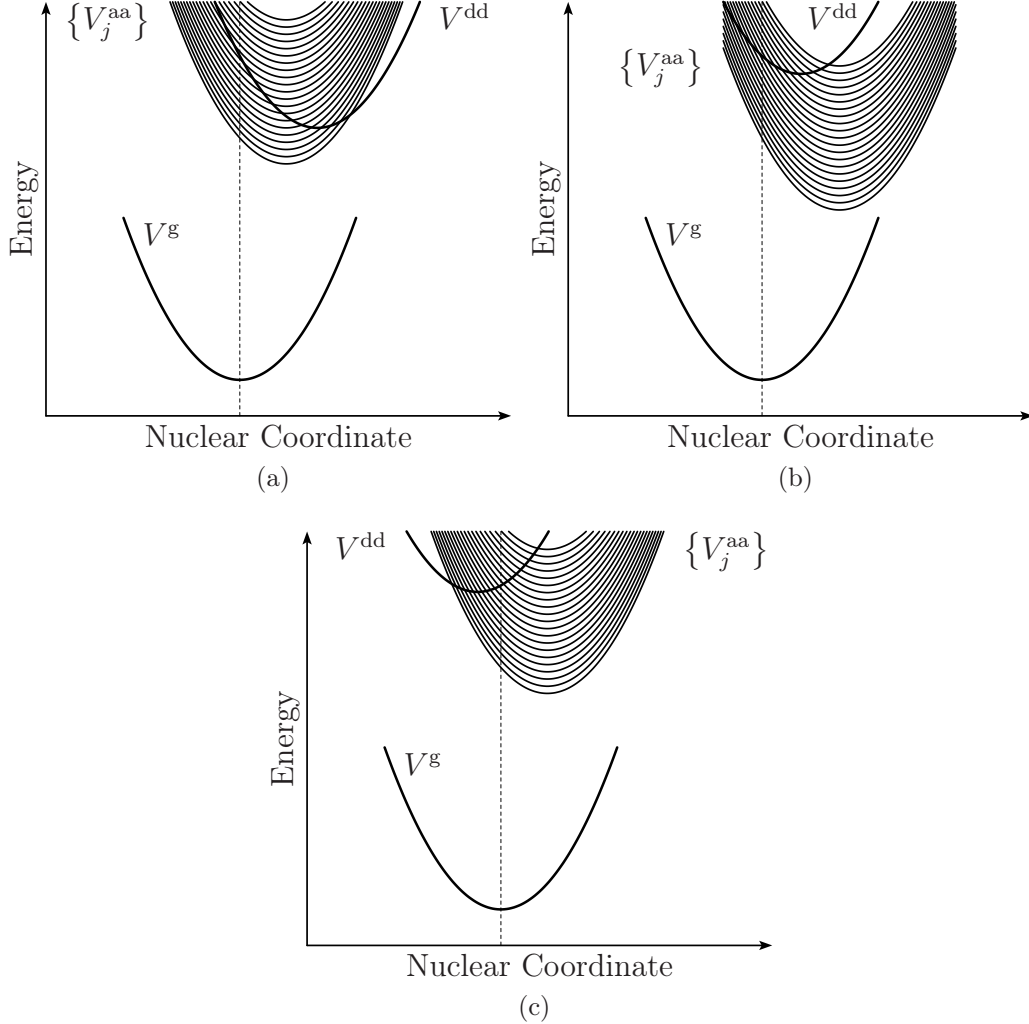 {V_j^aa} V^dd
V^g
Energy
Nuclear Coordinate
(a)
V^dd
{V_j^aa}
V^g
Energy
Nuclear Coordinate
(b)
V^dd {V_j^aa}
V^g
Energy
Nuclear Coordinate
(c)